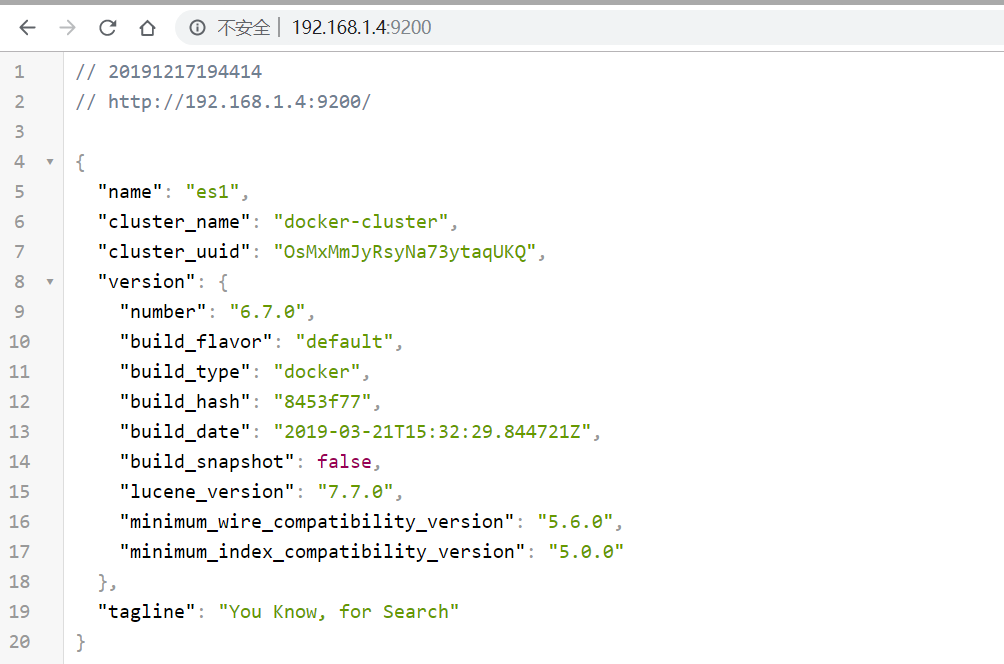 不安全 | 192.168.1.4:9200
1 // 20191217194414
2 // http://192.168.1.4:9200/
3
4 {
5 "name": "es1",
6 "cluster_name": "docker-cluster",
7 "cluster_uuid": "OsMxMmJyRsyNa73ytaqUKQ",
8 "version": {
9 "number": "6.7.0",
10 "build_flavor": "default",
11 "build_type": "docker",
12 "build_hash": "8453f77",
13 "build_date": "2019-03-21T15:32:29.844721Z",
14 "build_snapshot": false,
15 "lucene_version": "7.7.0",
16 "minimum_wire_compatibility_version": "5.6.0",
17 "minimum_index_compatibility_version": "5.0.0"
18 },
19 "tagline": "You Know, for Search"
20 }